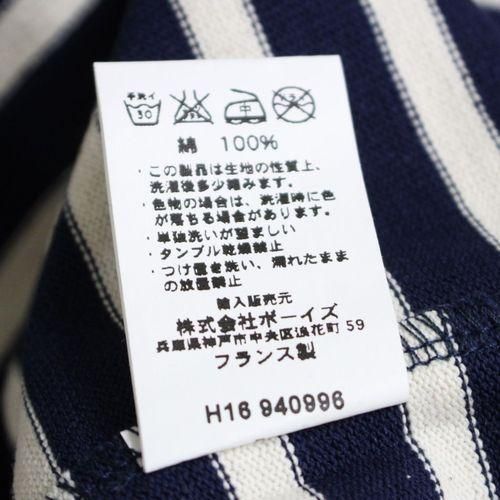 手洗イ
30
綿 100%
・この製品は生地の性質上、
洗濯後多少縮みます。
・色物の場合は、洗濯時に色
が落ちる場合があります。
・単独洗いが望ましい
・タンブル乾燥禁止
・つけ置き洗い、濡れたまま
の放置禁止
輸入販売元
株式会社ボーイズ
兵庫県神戸市中央区浪花町 59
フランス製
H16 940996